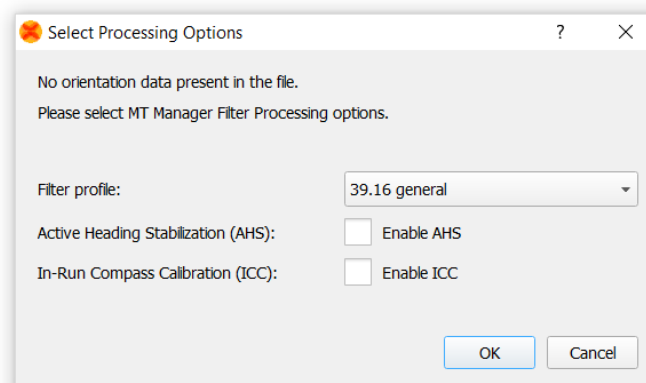 Select Processing Options
?
No orientation data present in the file.
Please select MT Manager Filter Processing options.
Filter profile: 39.16 general
Active Heading Stabilization (AHS): Enable AHS
In-Run Compass Calibration (ICC): Enable ICC
OK Cancel